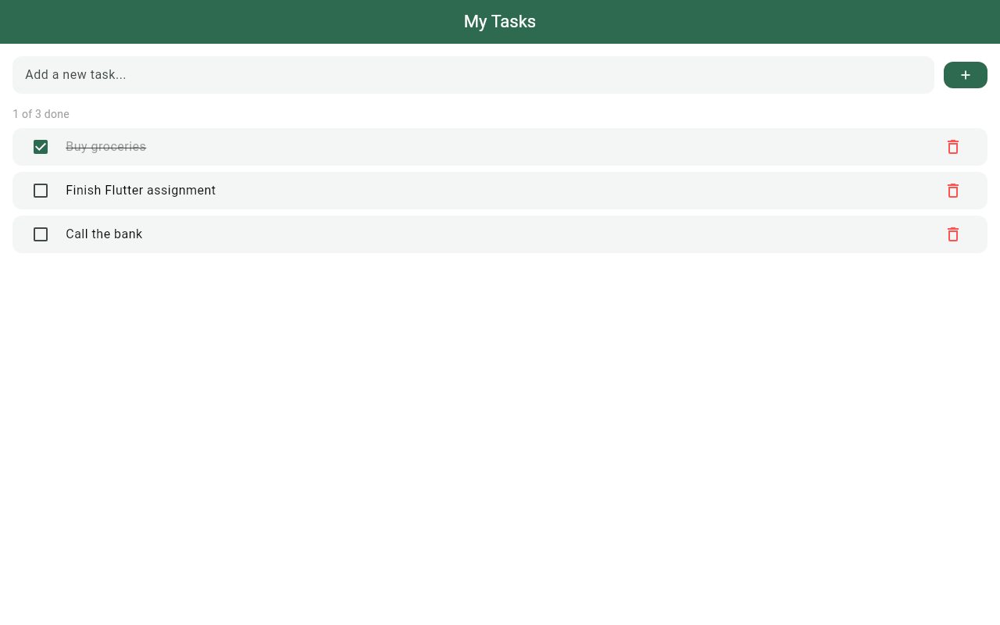 My Tasks
Add a new task...
1 of 3 done
Buy groceries
Finish Flutter assignment
Call the bank